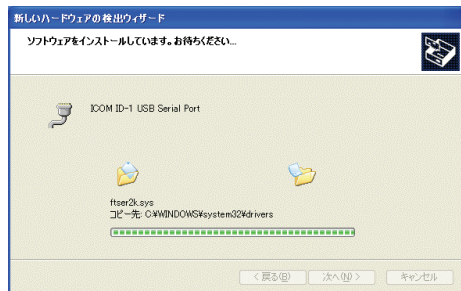 新しいハードウェアの検出ウィザード
ソフトウェアをインストールしています。お待ちください...
ICOM ID-1 USB Serial Port
ftser2k.sys
コピー先: C:¥WINDOWS¥system32¥drivers
< 戻る(B)
次へ(N) >
キャンセル